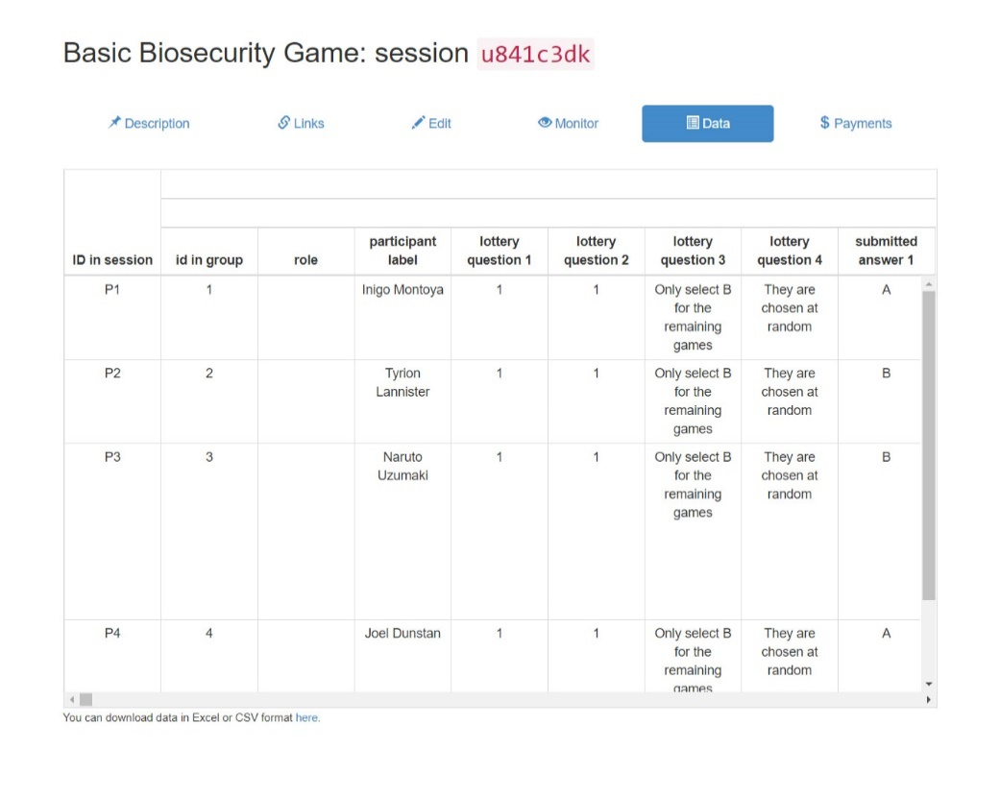 Basic Biosecurity Game: session u841c3dk
Description Links Edit Monitor Data $ Payments
ID in session id in group role participant label lottery question 1 lottery question 2 lottery question 3 lottery question 4 submitted answer 1
P1 1 Inigo Montoya 1 1 Only select B for the remaining games They are chosen at random A
P2 2 Tyrion Lannister 1 1 Only select B for the remaining games They are chosen at random B
P3 3 Naruto Uzumaki 1 1 Only select B for the remaining games They are chosen at random B
P4 4 Joel Dunstan 1 1 Only select B for the remaining games They are chosen at random A
You can download data in Excel or CSV format here.